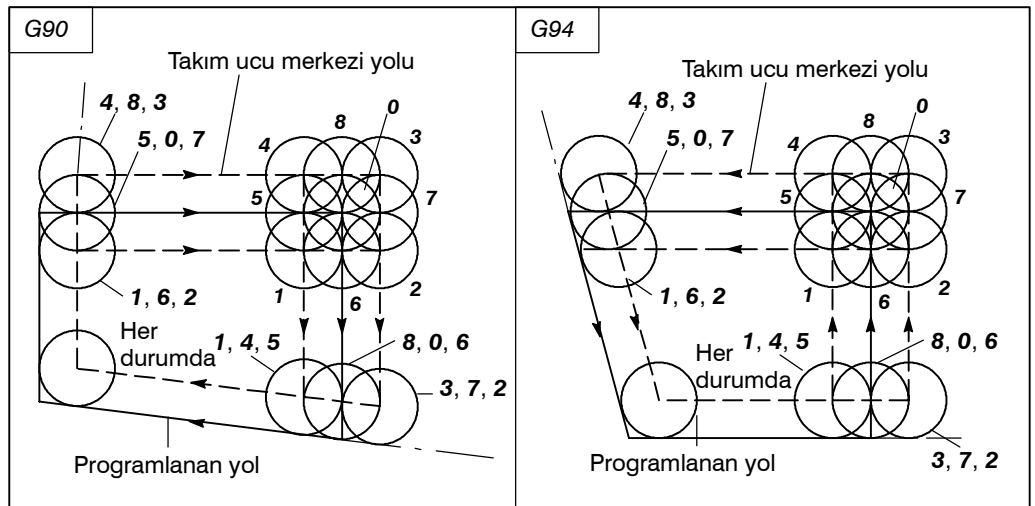 G90
Takım ucu merkezi yolu
4, 8, 3
5, 0, 7
4
8
0
3
5
7
1, 6, 2
1
6
2
Her
durumda
1, 4, 5
8, 0, 6
3, 7, 2
Programlanan yol
G94
Takım ucu merkezi yolu
4, 8, 3
5, 0, 7
4
8
0
3
5
7
1, 6, 2
1
6
2
1, 4, 5
Her
durumda
8, 0, 6
Programlanan yol
3, 7, 2